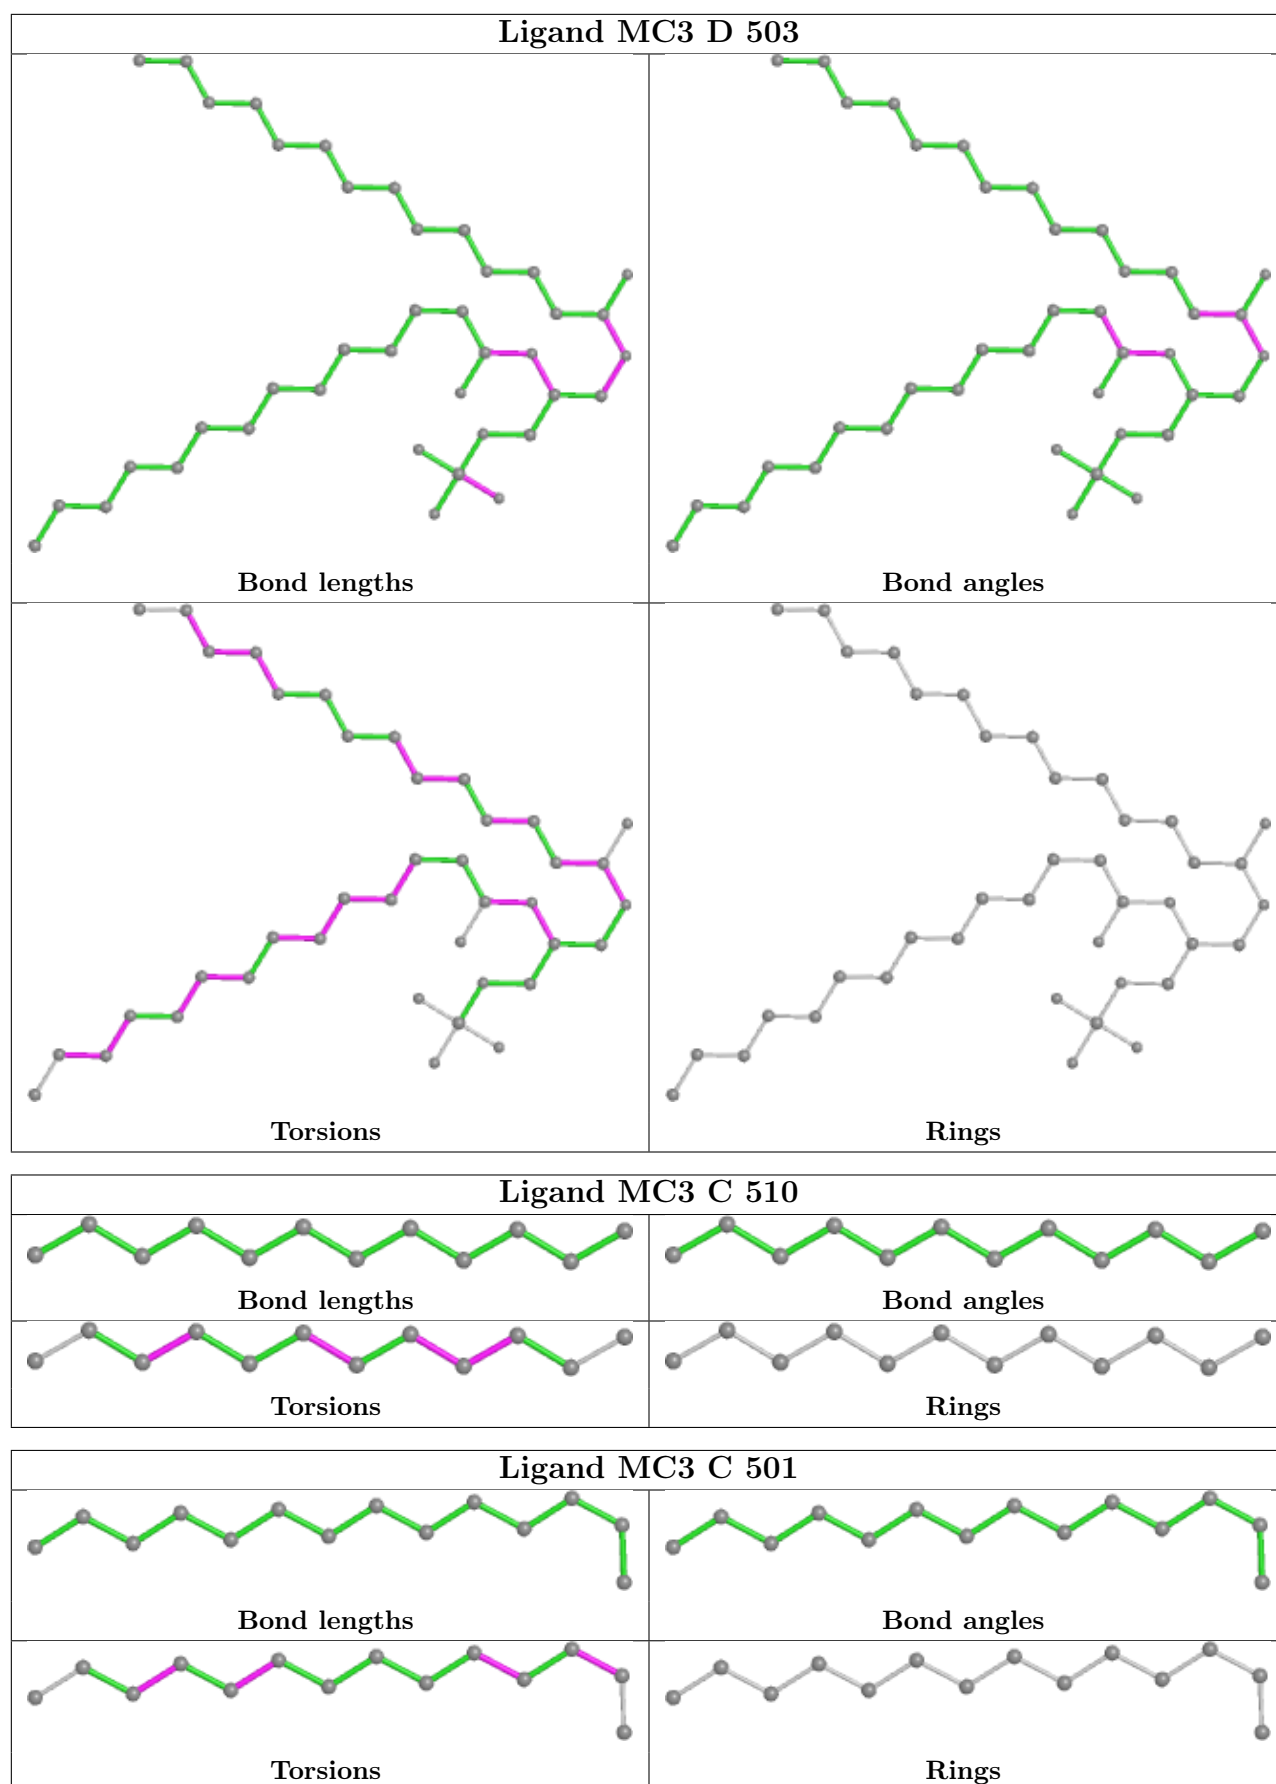 Ligand MC3 D 503
Bond lengths
Bond angles
Torsions
Rings
Ligand MC3 C 510
Bond lengths
Bond angles
Torsions
Rings
Ligand MC3 C 501
Bond lengths
Bond angles
Torsions
Rings